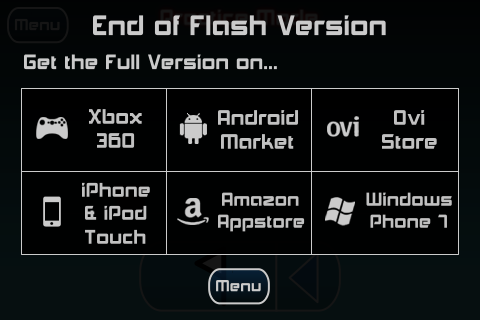 Menu
End of Flash Version
Get the Full Version on...
Xbox
360
Android
Market
ovi
Ovi
Store
iPhone
& iPod
Touch
a
Amazon
Appstore
Windows
Phone 7
Menu